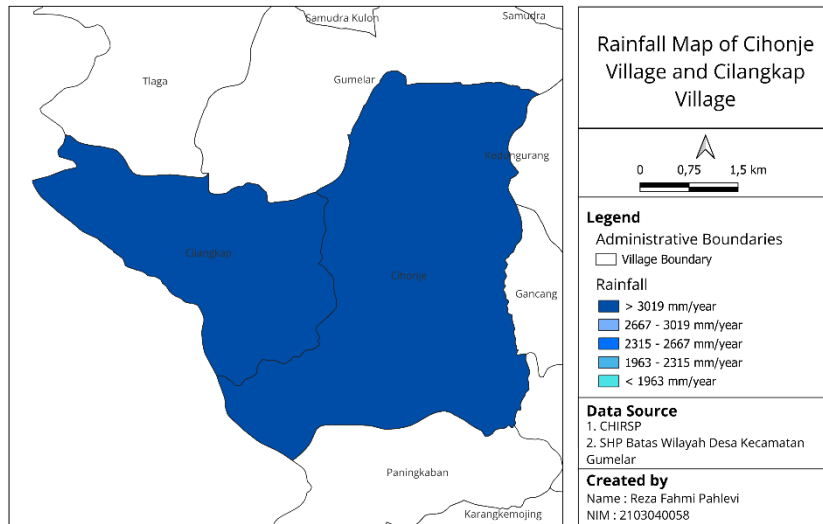 Samudra Kulon
Samudra
Tlaga
Gumelar
Kedungurang
Cilangkap
Cihonje
Gancang
Paningkaban
Karangkemojing
Rainfall Map of Cihonje
Village and Cilangkap
Village
0 0,75 1,5 km
Legend
Administrative Boundaries
Village Boundary
Rainfall
> 3019 mm/year
2667 - 3019 mm/year
2315 - 2667 mm/year
1963 - 2315 mm/year
< 1963 mm/year
Data Source
1. CHIRSP
2. SHP Batas Wilayah Desa Kecamatan
Gumelar
Created by
Name : Reza Fahmi Pahlevi
NIM : 2103040058